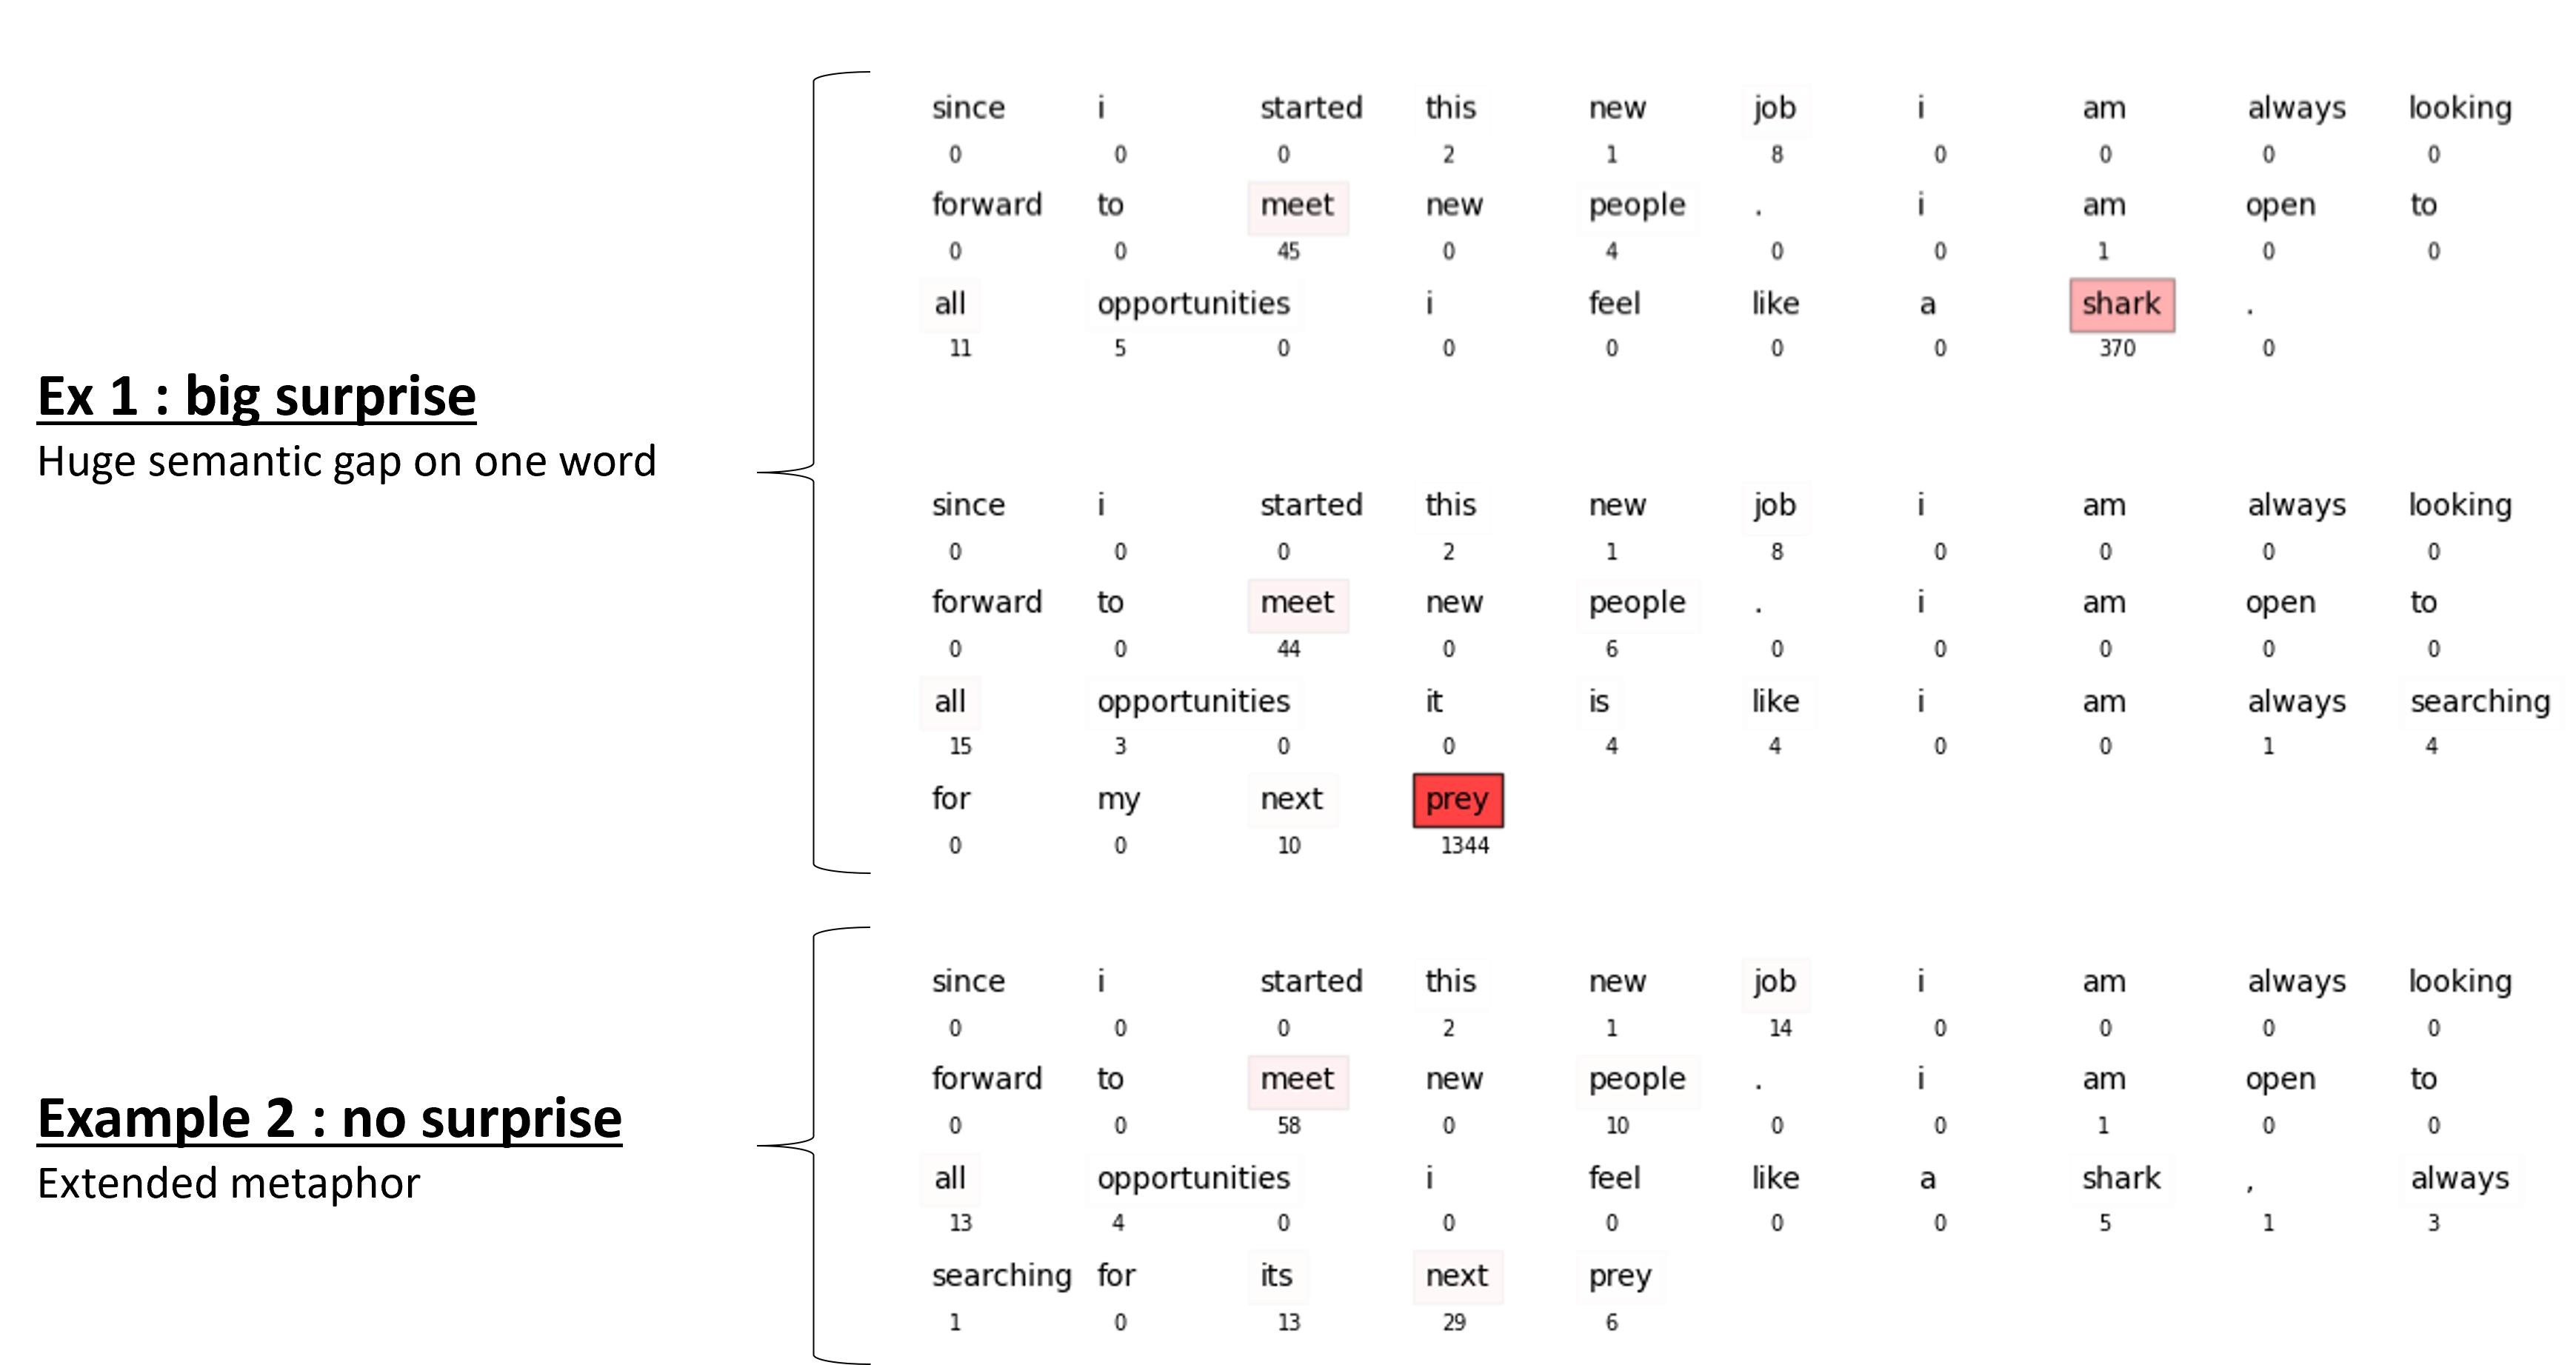 since i started this new job i am always looking
0 0 0 2 1 8 0 0 0 0
forward to meet new people . i am open to
0 0 45 0 4 0 0 1 0 0
all opportunities i feel like a shark .
11 5 0 0 0 0 0 370 0
Ex 1 : big surprise
Huge semantic gap on one word
since i started this new job i am always looking
0 0 0 2 1 8 0 0 0 0
forward to meet new people . i am open to
0 0 44 0 6 0 0 0 0 0
all opportunities it is like i am always searching
15 3 0 0 4 4 0 0 1 4
for my next prey
0 0 10 1344
since i started this new job i am always looking
0 0 0 2 1 14 0 0 0 0
forward to meet new people . i am open to
0 0 58 0 10 0 0 1 0 0
Example 2 : no surprise
Extended metaphor
all opportunities i feel like a shark , always
13 4 0 0 0 0 0 5 1 3
searching for its next prey
1 0 13 29 6